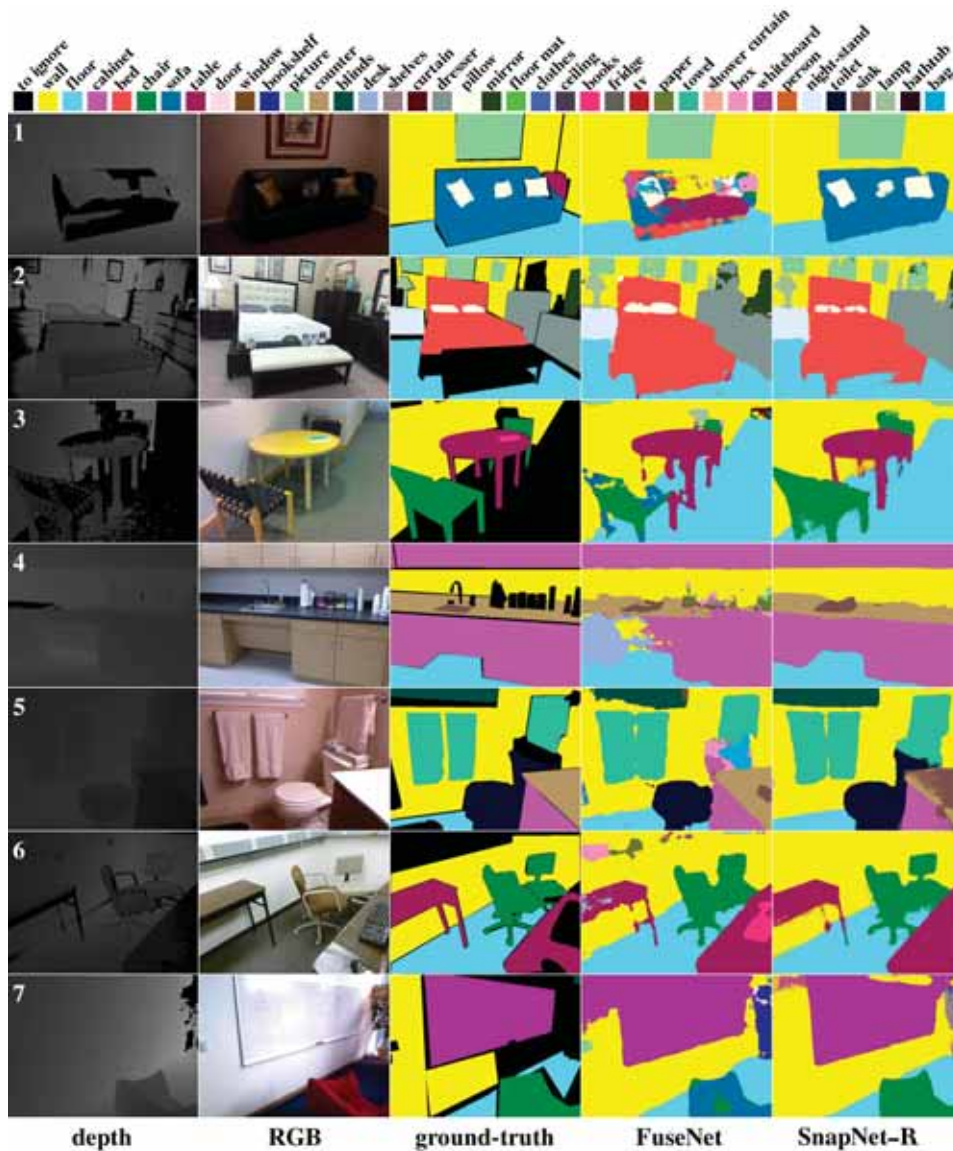 to ignore
wall
floor
cabinet
bed
chair
sofa
table
door
window
bookshelf
picture
counter
blinds
desk
shelves
curtain
dresser
pillow
mirror
floor mat
clothes
ceiling
books
fridge
tv
paper
towel
shower curtain
box
whiteboard
person
night-stand
toilet
sink
lamp
bathtub
bag
1
2
3
4
5
6
7
depth RGB ground-truth FuseNet SnapNet-R